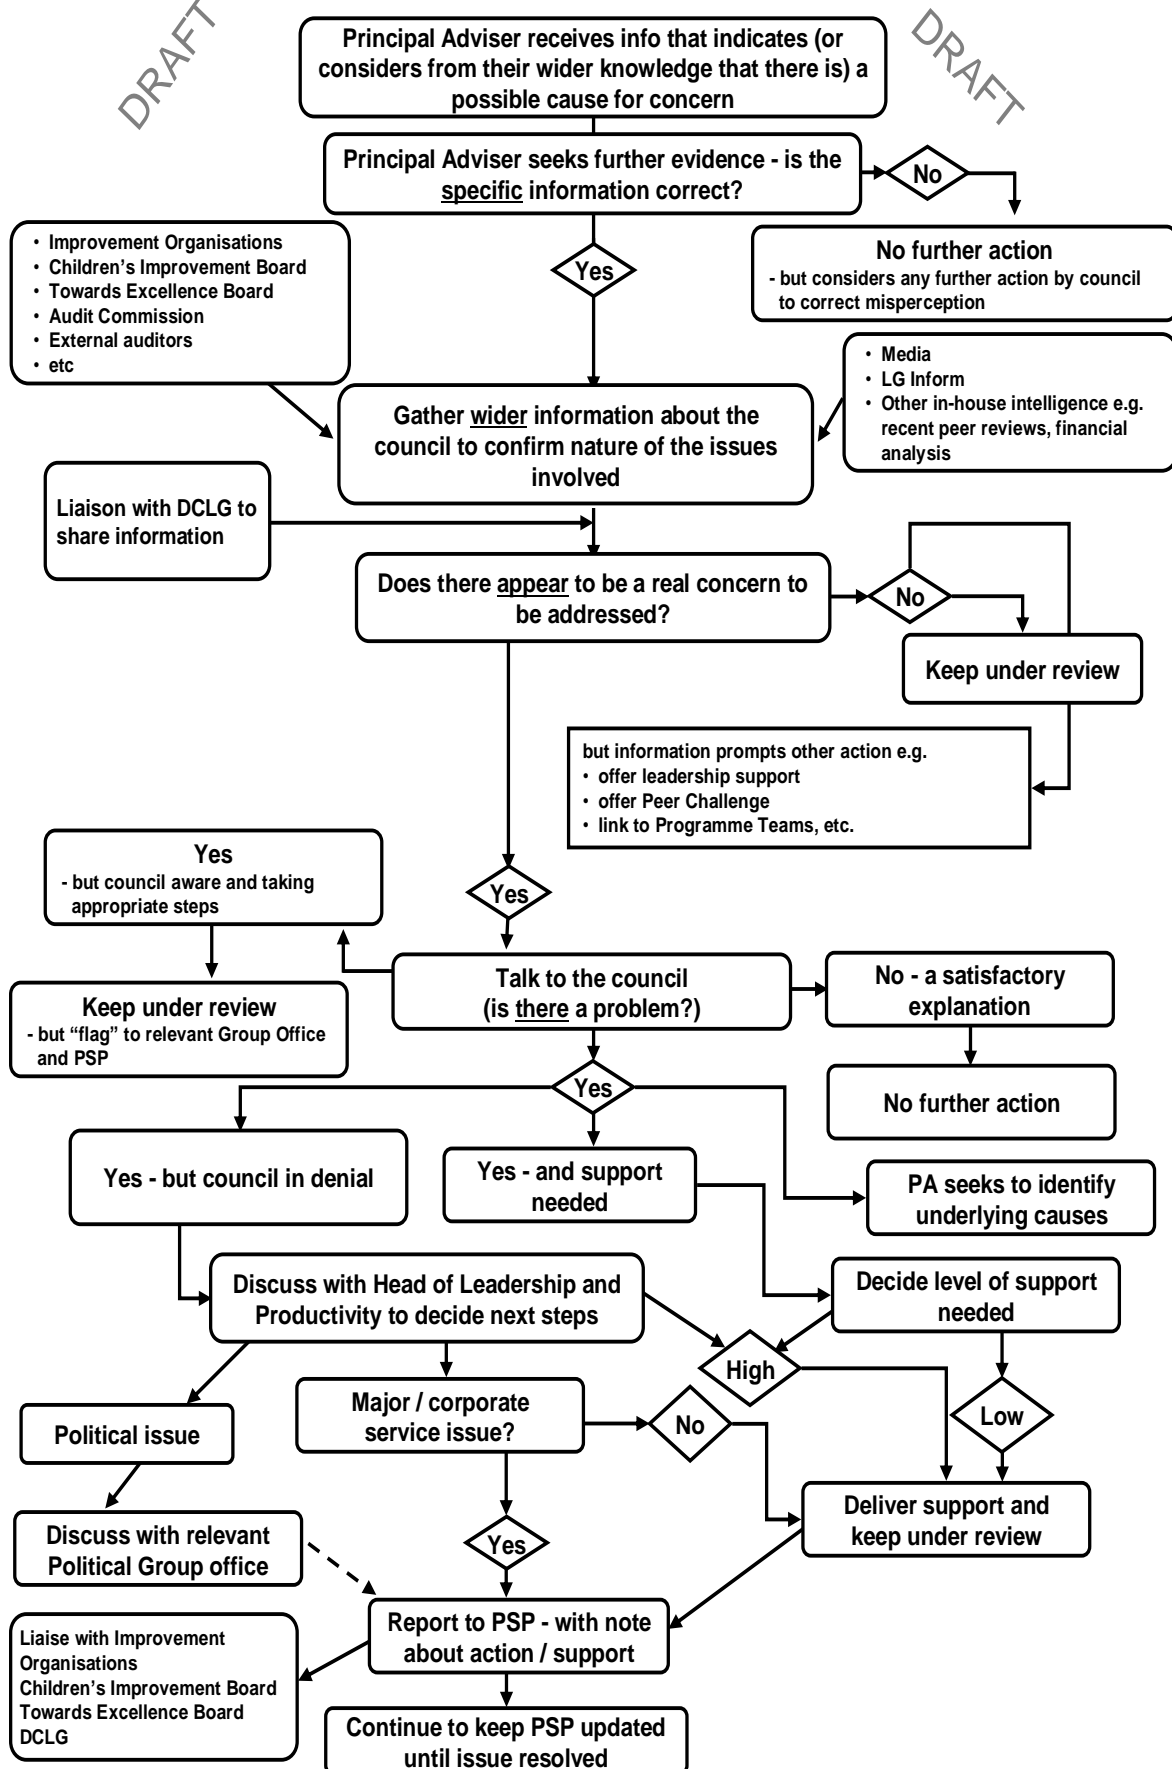 DRAFT
DRAFT
Principal Adviser receives info that indicates (or
considers from their wider knowledge that there is) a
possible cause for concern
Principal Adviser seeks further evidence - is the
specific information correct?
No
Yes
No further action
- but considers any further action by council
to correct misperception
• Improvement Organisations
• Children's Improvement Board
• Towards Excellence Board
• Audit Commission
• External auditors
• etc
• Media
• LG Inform
• Other in-house intelligence e.g.
recent peer reviews, financial
analysis
Gather wider information about the
council to confirm nature of the issues
involved
Liaison with DCLG to
share information
Does there appear to be a real concern to
be addressed?
No
Keep under review
but information prompts other action e.g.
• offer leadership support
• offer Peer Challenge
• link to Programme Teams, etc.
Yes
Yes
- but council aware and taking
appropriate steps
Talk to the council
(is there a problem?)
No - a satisfactory
explanation
Keep under review
- but “flag” to relevant Group Office
and PSP
No further action
Yes
Yes - but council in denial
Yes - and support
needed
PA seeks to identify
underlying causes
Discuss with Head of Leadership and
Productivity to decide next steps
Decide level of support
needed
High
Low
Political issue
Major / corporate
service issue?
No
Deliver support and
keep under review
Discuss with relevant
Political Group office
Yes
Report to PSP - with note
about action / support
Liaise with Improvement
Organisations
Children's Improvement Board
Towards Excellence Board
DCLG
Continue to keep PSP updated
until issue resolved